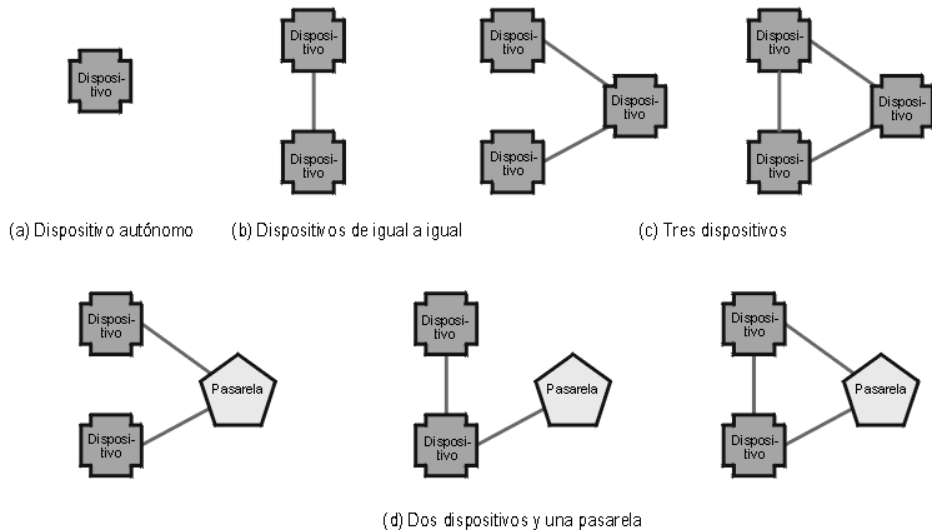 Disposi-
tivo
Disposi-
tivo
Disposi-
tivo
Disposi-
tivo
Disposi-
tivo
Disposi-
tivo
Disposi-
tivo
Disposi-
tivo
Disposi-
tivo
(a) Dispositivo autónomo
(b) Dispositivos de igual a igual
(c) Tres dispositivos
Disposi-
tivo
Disposi-
tivo
Pasarela
Disposi-
tivo
Disposi-
tivo
Pasarela
Disposi-
tivo
Disposi-
tivo
Pasarela
(d) Dos dispositivos y una pasarela